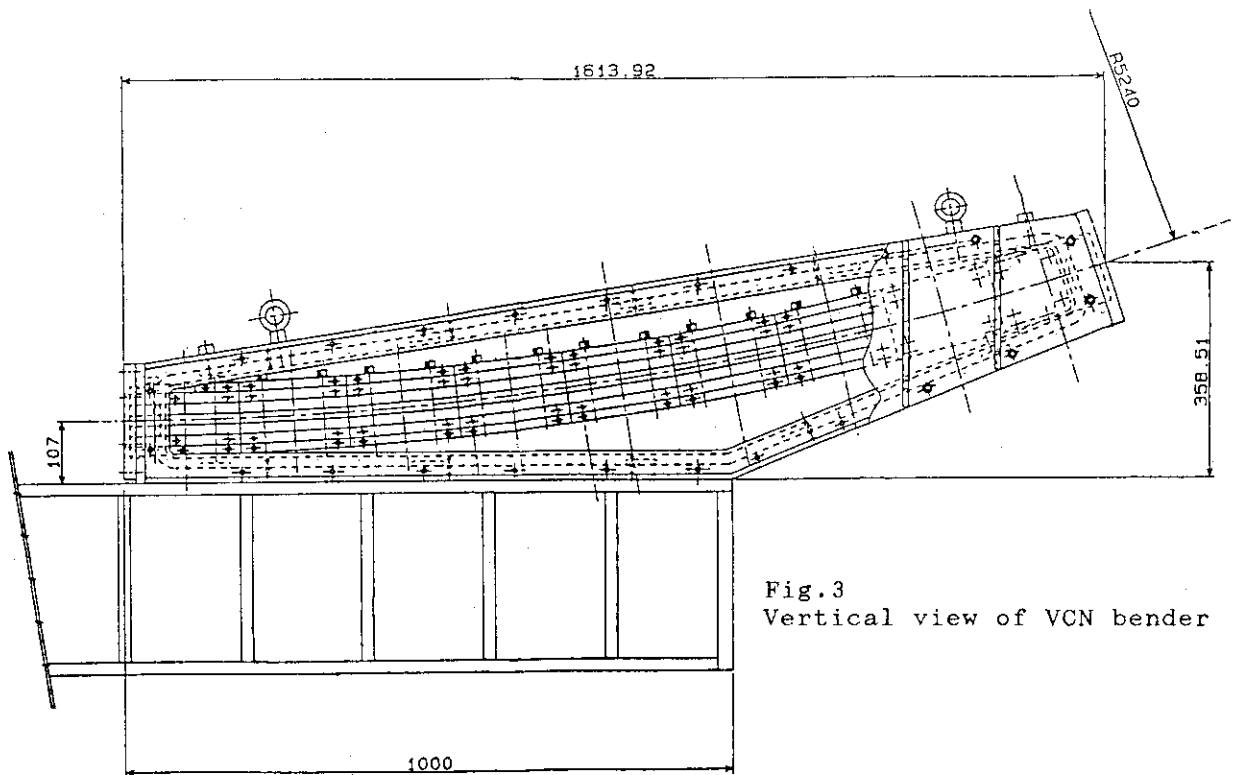 1613.92
R5240
358.51
107
Fig.3
Vertical view of VCN bender
1000